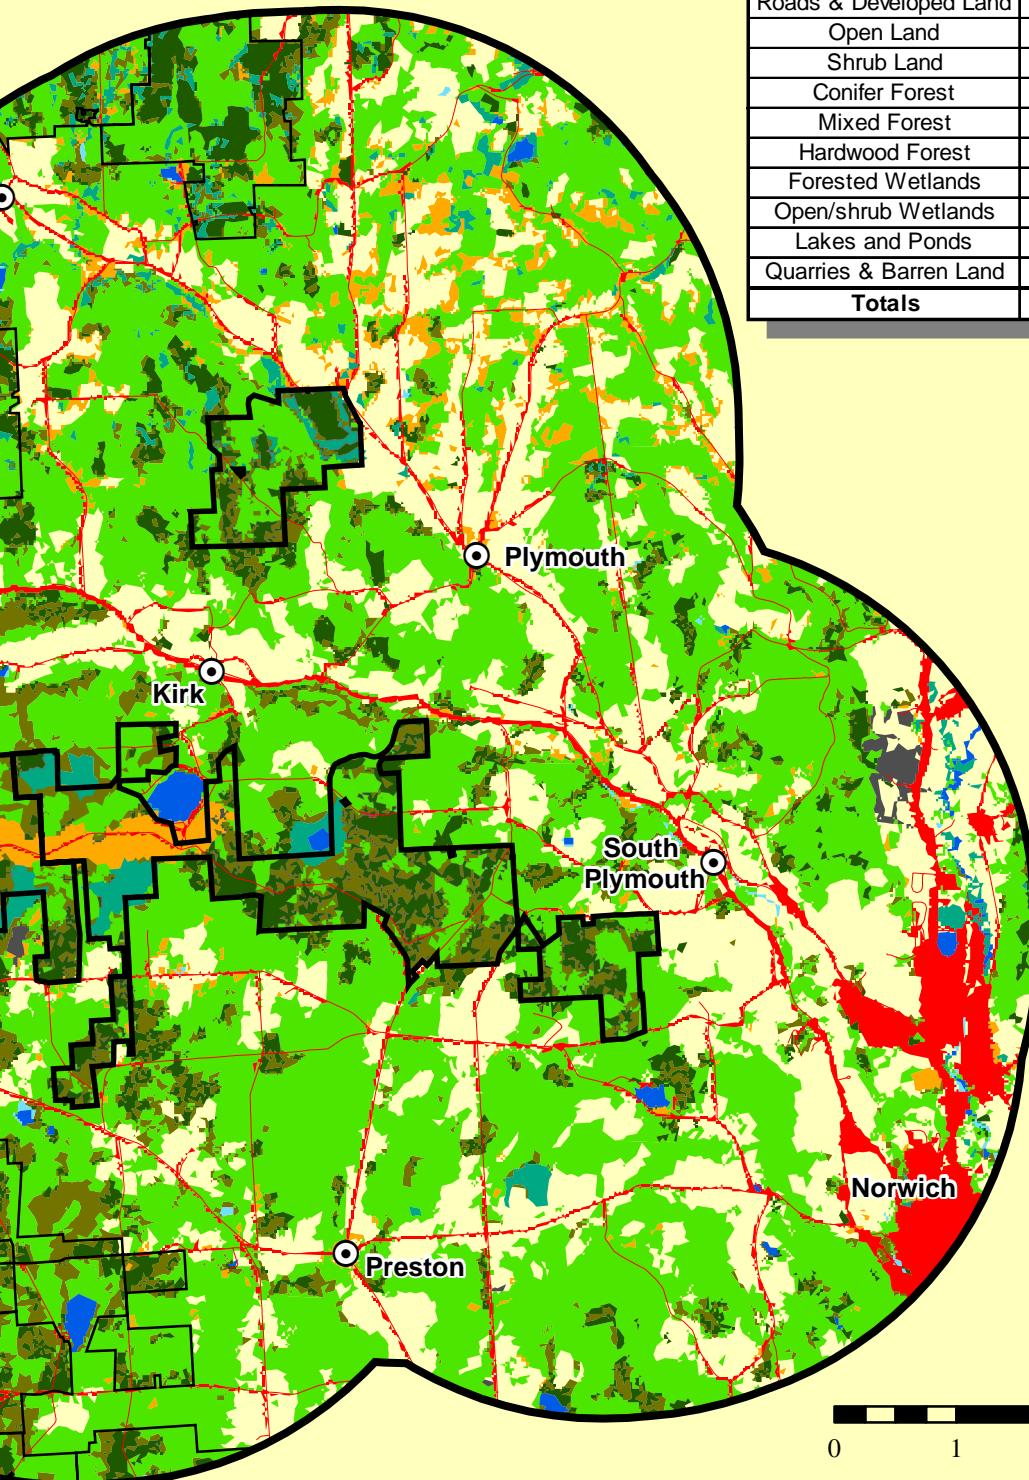 Roads & Developed Land
Open Land
Shrub Land
Conifer Forest
Mixed Forest
Hardwood Forest
Forested Wetlands
Open/shrub Wetlands
Lakes and Ponds
Quarries & Barren Land
Totals
Plymouth
Kirk
South
Plymouth
Norwich
Preston
0 1